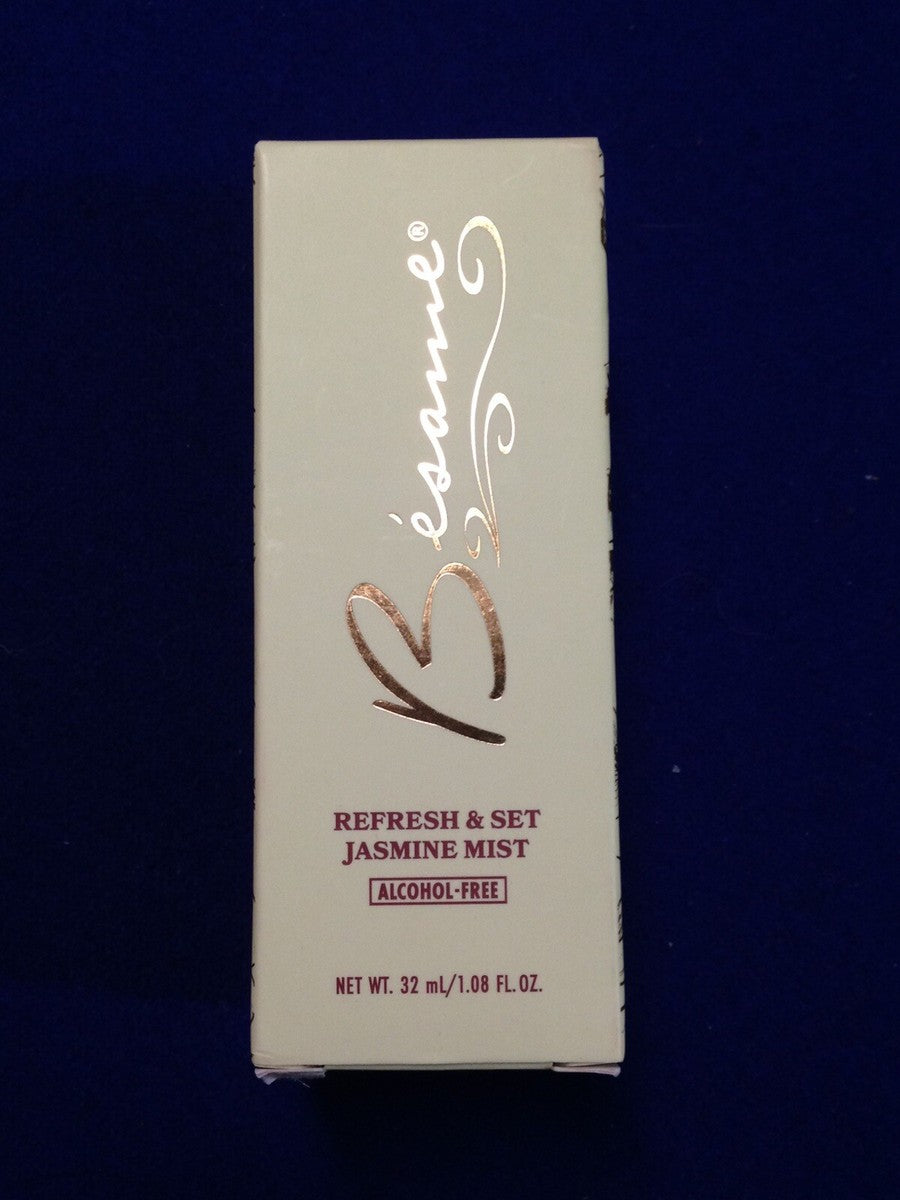 Bésame®
REFRESH & SET
JASMINE MIST
ALCOHOL-FREE
NET WT. 32 mL/1.08 FL. OZ.